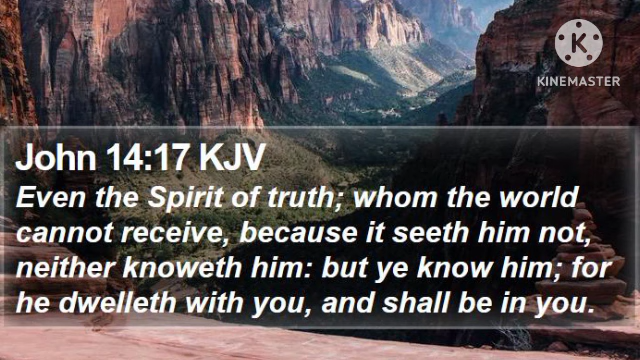 KINEMASTER
John 14:17 KJV
Even the Spirit of truth; whom the world
cannot receive, because it seeth him not,
neither knoweth him: but ye know him; for
he dwelleth with you, and shall be in you.